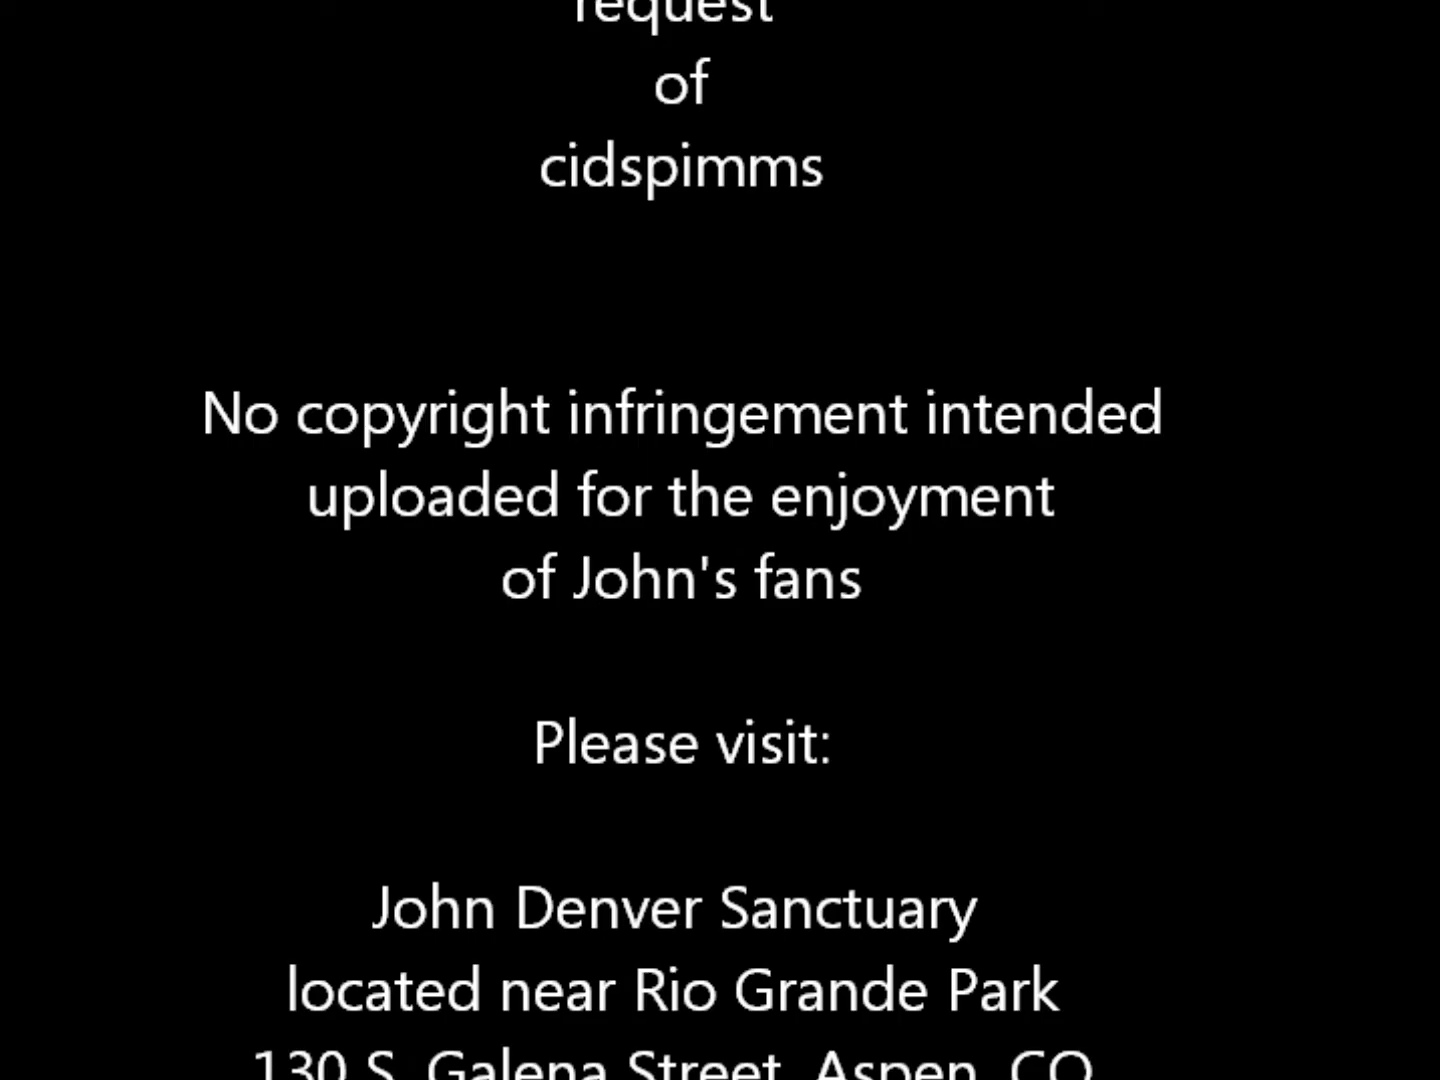 request
of
cidspimms
No copyright infringement intended
uploaded for the enjoyment
of John's fans
Please visit:
John Denver Sanctuary
located near Rio Grande Park
130 S. Galena Street, Aspen, CO